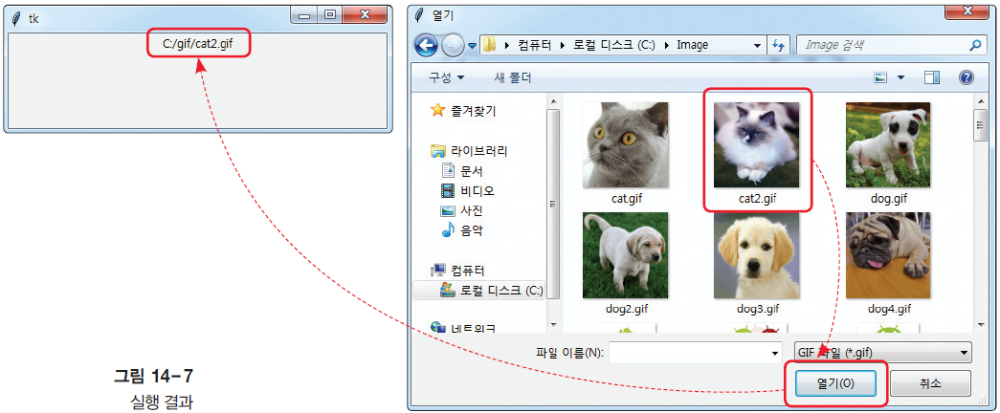 tk
C:/gif/cat2.gif
열기
컴퓨터 ▸ 로컬 디스크 (C:) ▸ Image
Image 검색
구성
새 폴더
즐겨찾기
라이브러리
문서
비디오
사진
음악
컴퓨터
로컬 디스크 (C:)
네트워크
cat.gif
cat2.gif
dog.gif
dog2.gif
dog3.gif
dog4.gif
파일 이름(N):
GIF 파일 (*.gif)
열기(O)
취소
그림 14-7
실행 결과